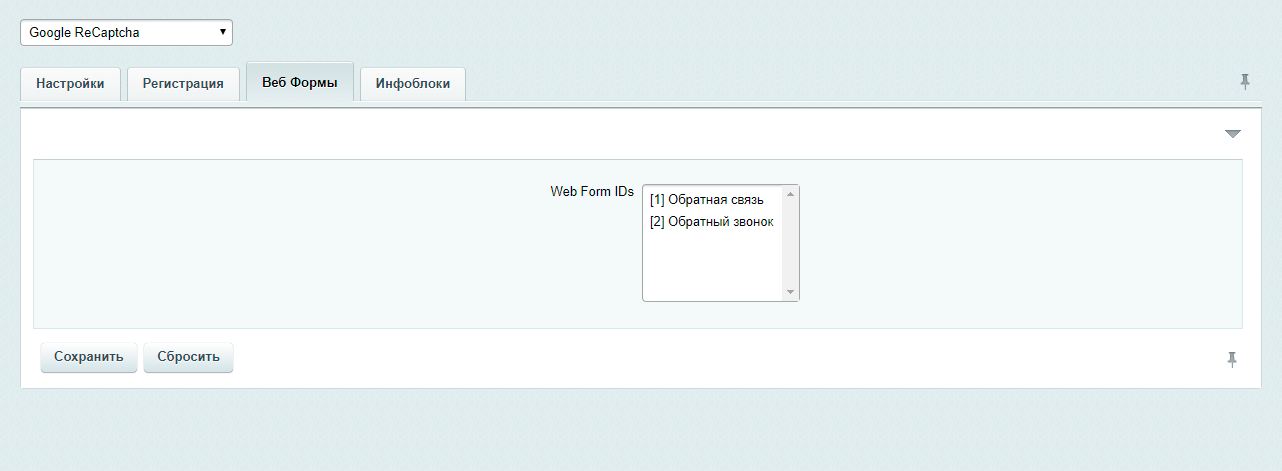 Google ReCaptcha
Настройки Регистрация Веб Формы Инфоблоки
Web Form IDs
[1] Обратная связь
[2] Обратный звонок
Сохранить Сбросить